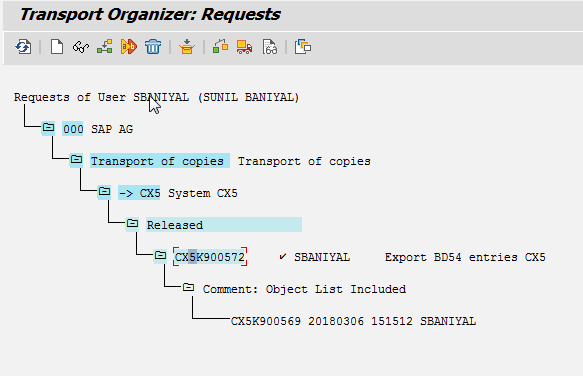 Transport Organizer: Requests
Requests of User SBANIYAL (SUNIL BANIYAL)
000 SAP AG
Transport of copies Transport of copies
-> CX5 System CX5
Released
CX5K900572 ✔ SBANIYAL Export BD54 entries CX5
Comment: Object List Included
CX5K900569 20180306 151512 SBANIYAL